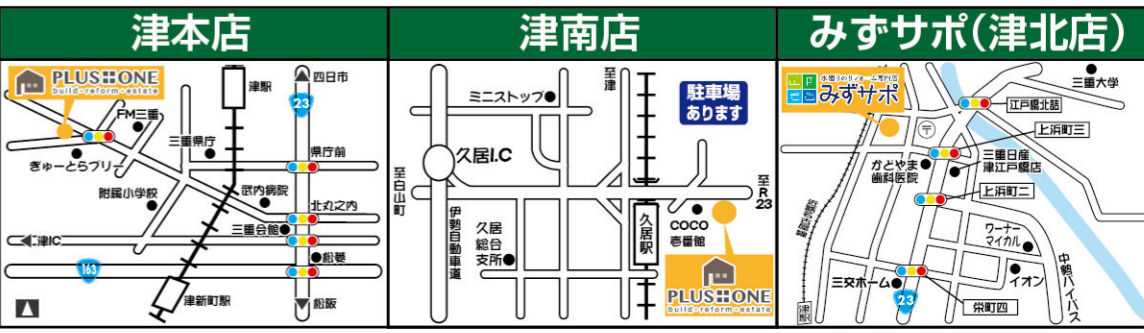 津本店
PLUS ONE
build-reform-estate
FM三重
ぎゅーとらブリー
三重県庁
附属小学校
武内病院
三重会館
津駅
四日市
23
県庁前
北丸之内
松菱
津IC
163
津新町駅
松阪
津南店
ミニストップ
至津
駐車場
あります
久居I.C
至白山町
至R23
伊勢自動車道
久居
総合
支所
久居駅
COCO
壱番館
PLUS ONE
build-reform-estate
みずサポ(津北店)
みずサポ
三重大学
江戸橋北詰
上浜町三
かどやま
歯科医院
三重日産
津江戸橋店
上浜町二
ワーナー
マイカル
イオン
中勢バイパス
三交ホーム
23
栄町四
津駅